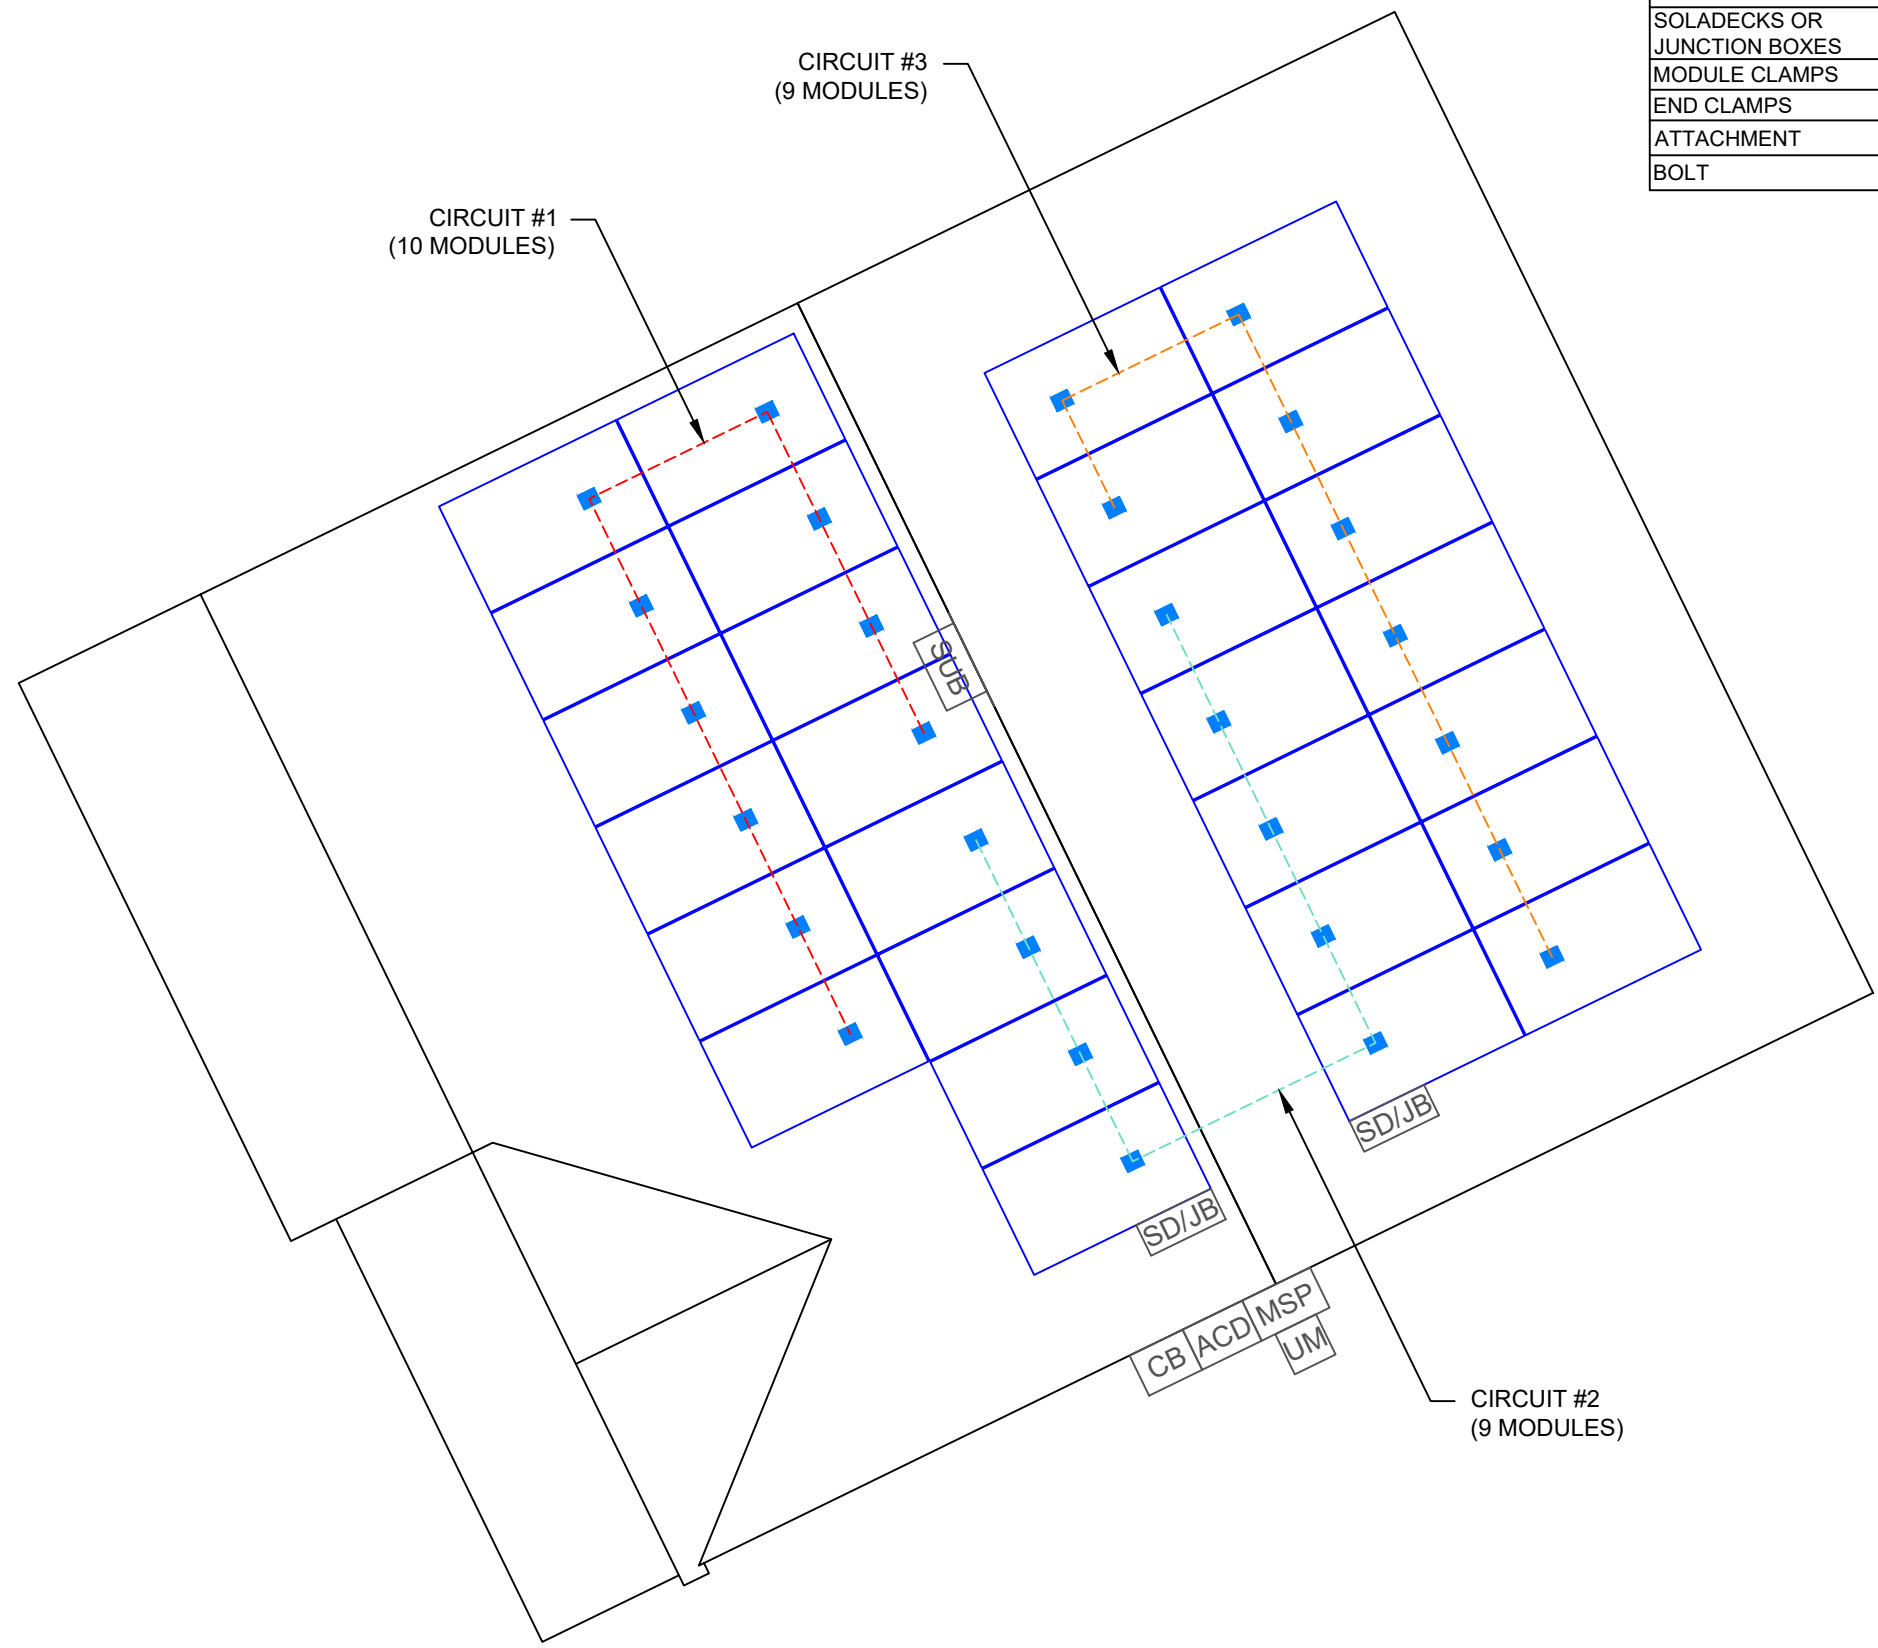 SOLADECKS OR
JUNCTION BOXES
MODULE CLAMPS
END CLAMPS
ATTACHMENT
BOLT
CIRCUIT #3
(9 MODULES)
CIRCUIT #1
(10 MODULES)
SUB
SD/JB
SD/JB
MSP
ACD
CB
UM
CIRCUIT #2
(9 MODULES)